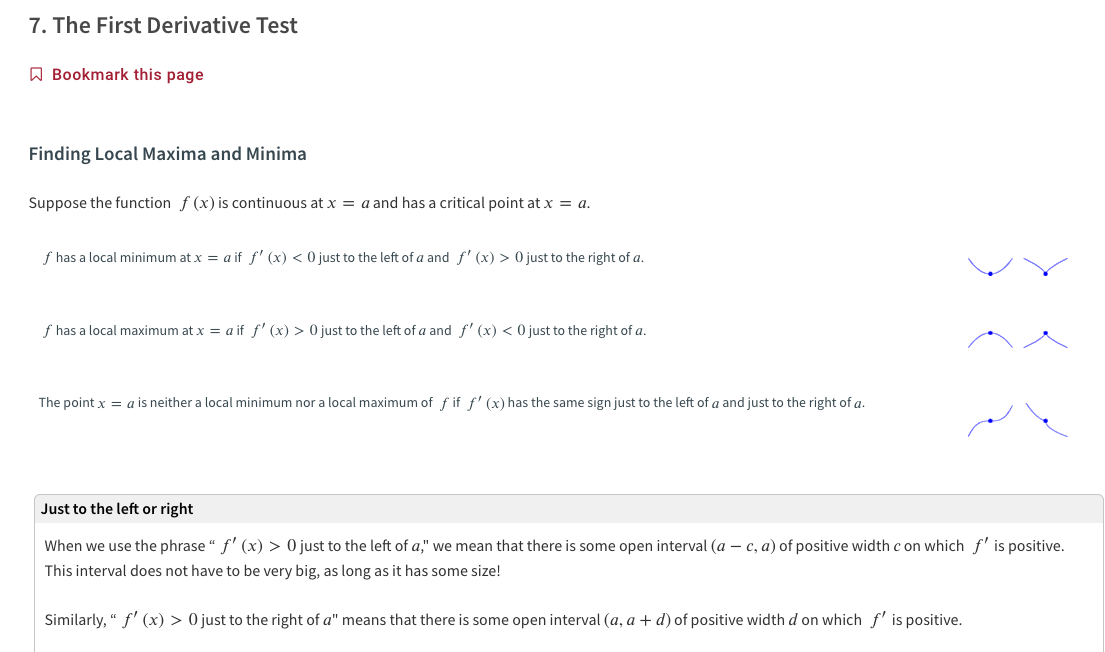 7. The First Derivative Test
Bookmark this page
Finding Local Maxima and Minima
Suppose the function f (x) is continuous at x = a and has a critical point at x = a.
f has a local minimum at x = a if f′ (x) < 0 just to the left of a and f′ (x) > 0 just to the right of a.
f has a local maximum at x = a if f′ (x) > 0 just to the left of a and f′ (x) < 0 just to the right of a.
The point x = a is neither a local minimum nor a local maximum of f if f′ (x) has the same sign just to the left of a and just to the right of a.
Just to the left or right
When we use the phrase “ f′ (x) > 0 just to the left of a," we mean that there is some open interval (a − c, a) of positive width c on which f′ is positive.
This interval does not have to be very big, as long as it has some size!
Similarly, “ f′ (x) > 0 just to the right of a" means that there is some open interval (a, a + d) of positive width d on which f′ is positive.